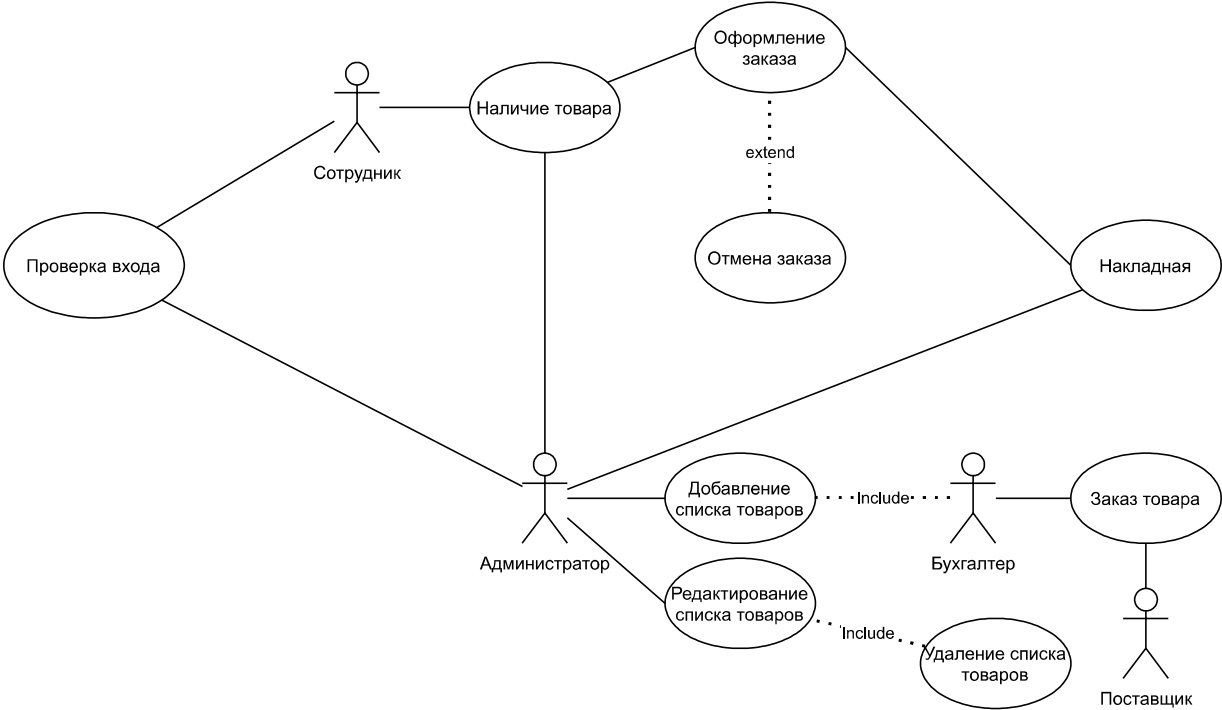 Оформление
заказа
Наличие товара
extend
Сотрудник
Проверка входа
Отмена заказа
Накладная
Добавление
списка товаров
Include
Заказ товара
Администратор
Бухгалтер
Редактирование
списка товаров
Include
Удаление списка
товаров
Поставщик